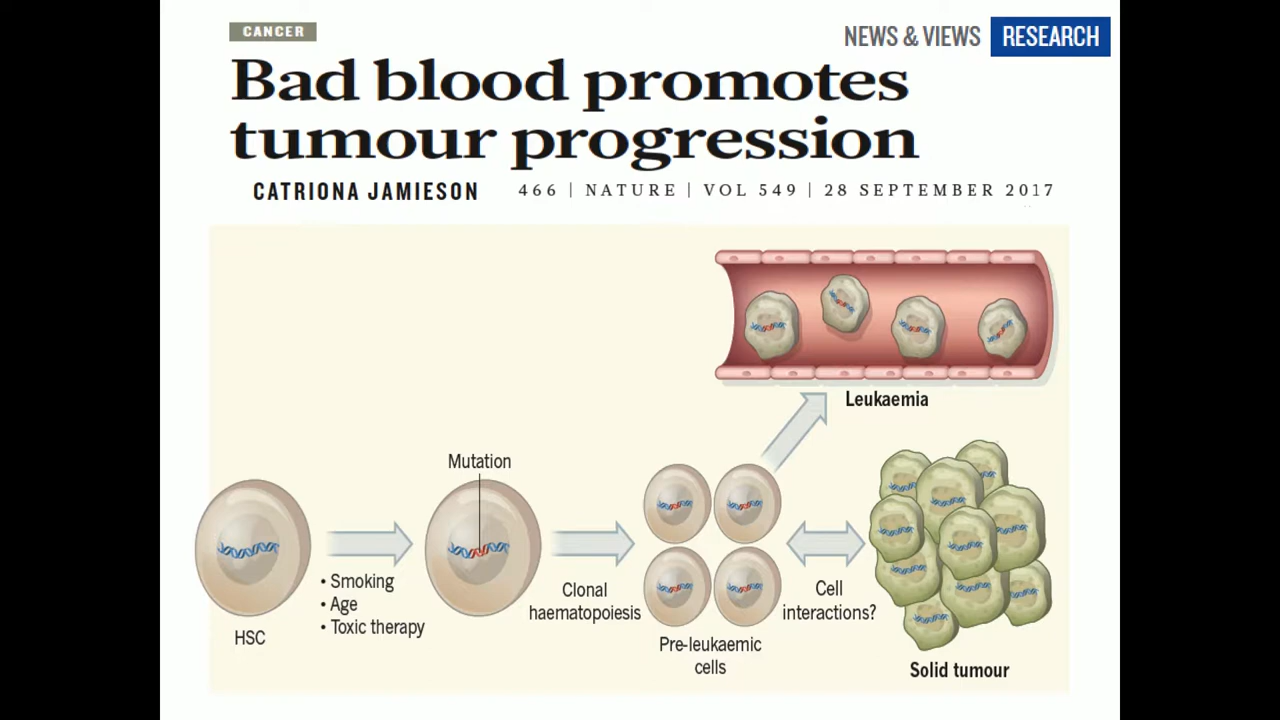 CANCER
NEWS & VIEWS RESEARCH
Bad blood promotes
tumour progression
CATRIONA JAMIESON 466 | NATURE | VOL 549 | 28 SEPTEMBER 2017
Leukaemia
Mutation
• Smoking
• Age
• Toxic therapy
HSC
Clonal
haematopoiesis
Pre-leukaemic
cells
Cell
interactions?
Solid tumour